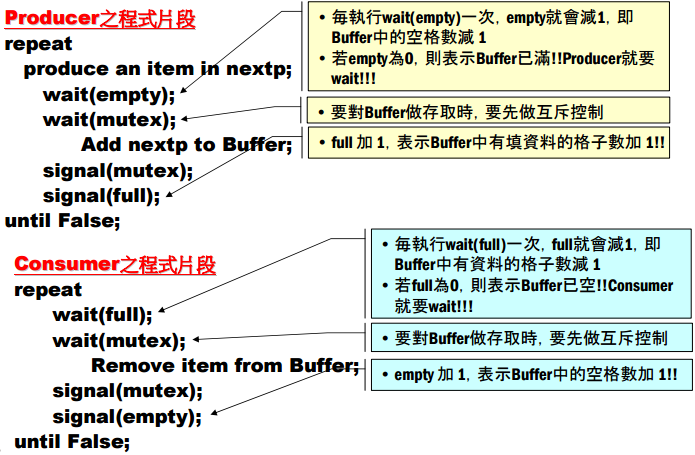 Producer之程式片段
repeat
produce an item in nextp;
wait(empty);
wait(mutex);
Add nextp to Buffer;
signal(mutex);
signal(full);
until False;
• 每執行wait(empty)一次, empty就會減1, 即
Buffer中的空格數減 1
• 若empty為0, 則表示Buffer已滿!!Producer就要
wait!!!
• 要對Buffer做存取時, 要先做互斥控制
• full 加 1, 表示Buffer中有填資料的格子數加 1!!
Consumer之程式片段
repeat
wait(full);
wait(mutex);
Remove item from Buffer;
signal(mutex);
signal(empty);
until False;
• 每執行wait(full)一次, full就會減1, 即
Buffer中有資料的格子數減 1
• 若full為0, 則表示Buffer已空!!Consumer
就要wait!!!
• 要對Buffer做存取時, 要先做互斥控制
• empty 加 1, 表示Buffer中的空格數加 1!!